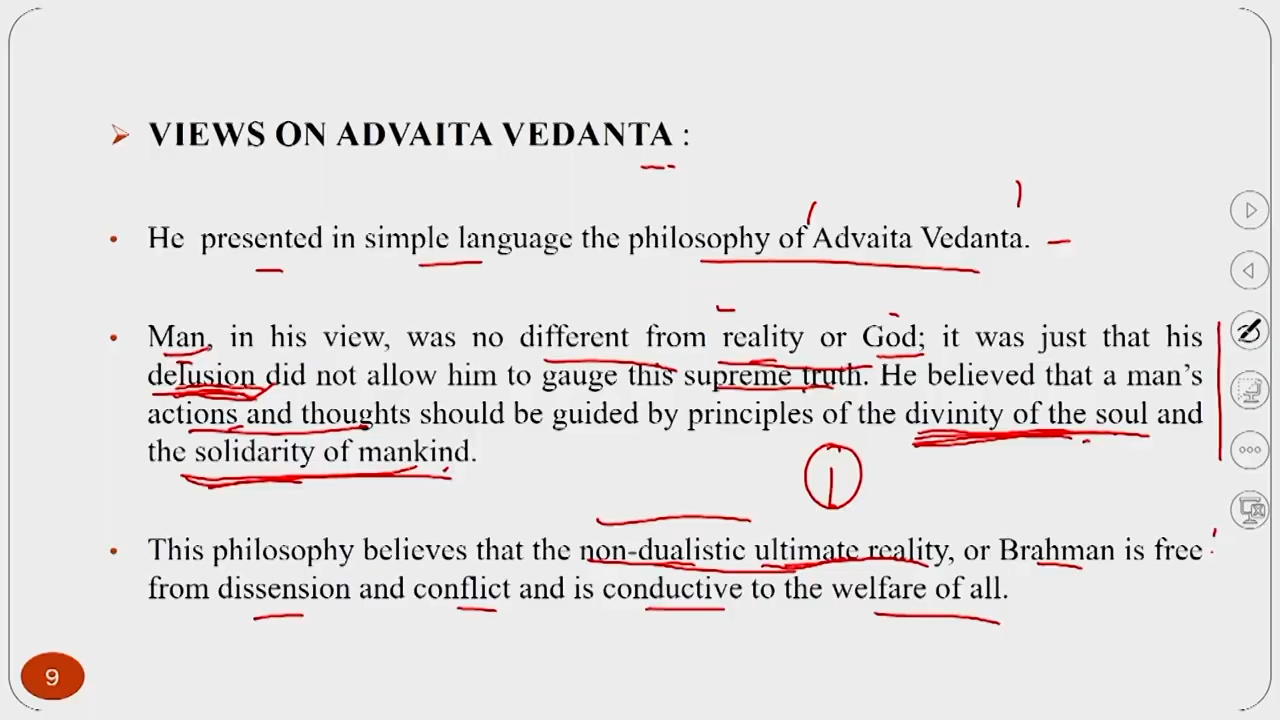 VIEWS ON ADVAITA VEDANTA :
He presented in simple language the philosophy of Advaita Vedanta.
Man, in his view, was no different from reality or God; it was just that his
delusion did not allow him to gauge this supreme truth. He believed that a man's
actions and thoughts should be guided by principles of the divinity of the soul and
the solidarity of mankind.
This philosophy believes that the non-dualistic ultimate reality, or Brahman is free
from dissension and conflict and is conductive to the welfare of all.
9